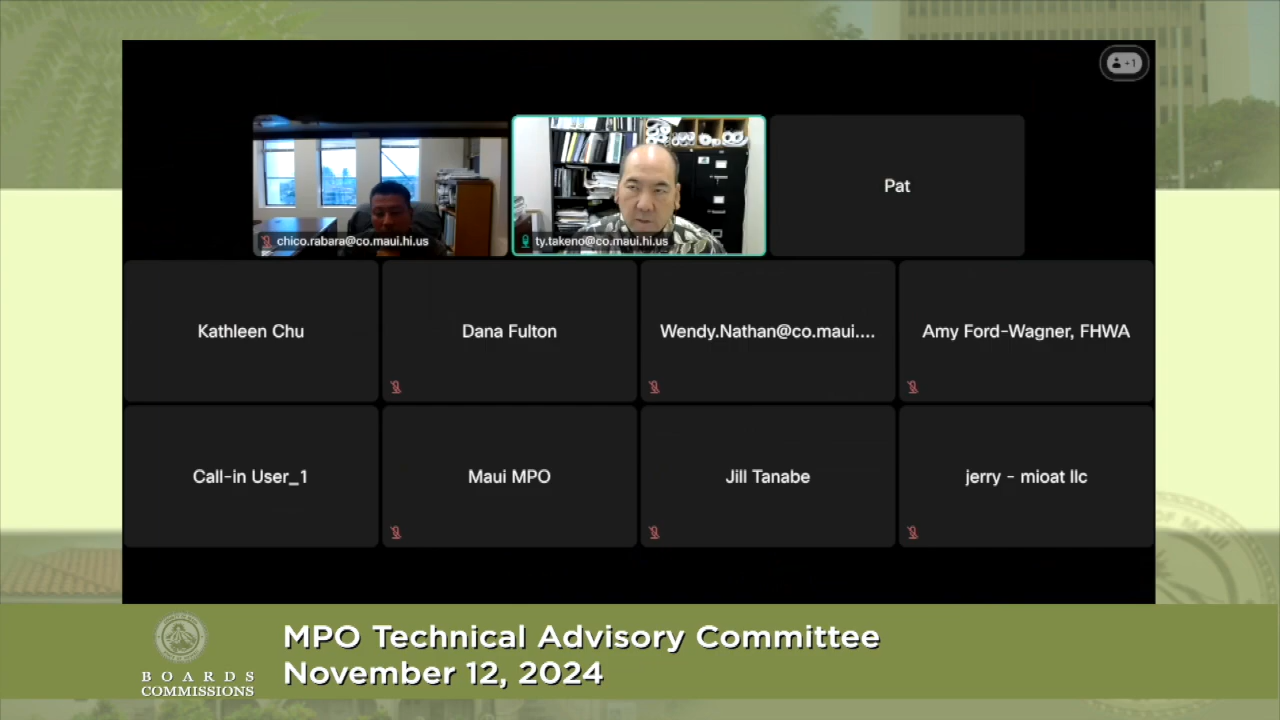 +1
chico.rabara@co.maui.hi.us
ty.takeno@co.maui.hi.us
Pat
Kathleen Chu
Dana Fulton
Wendy.Nathan@co.maui....
Amy Ford-Wagner, FHWA
Call-in User_1
Maui MPO
Jill Tanabe
jerry - mioat llc
MPO Technical Advisory Committee
November 12, 2024
BOARDS
COMMISSIONS